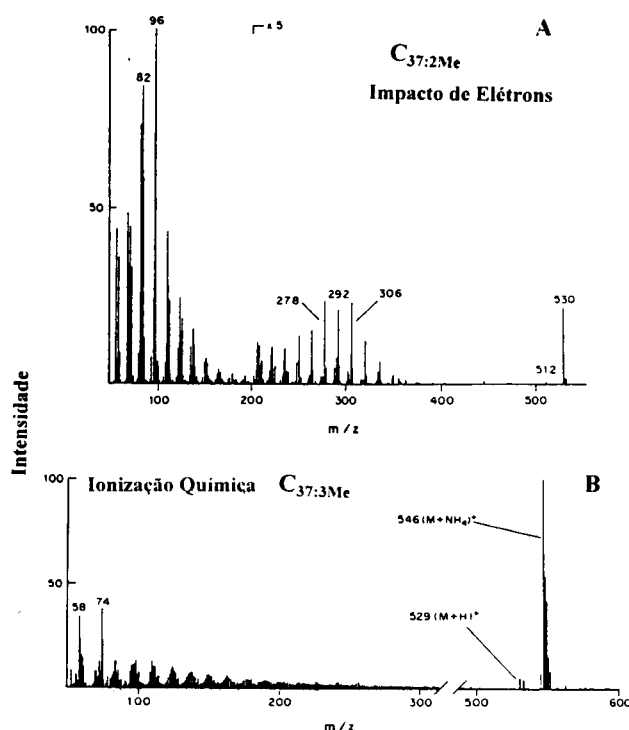 100
96
× 5
A
82
C37:2Me
Impacto de Elétrons
50
278
292
306
530
512
100
200
300
400
500
m / z
Intensidade
100
Ionização Química C37:3Me
B
546 (M+NH4)+
50
58
74
529 (M+H)+
100
200
300
500
600
m / z